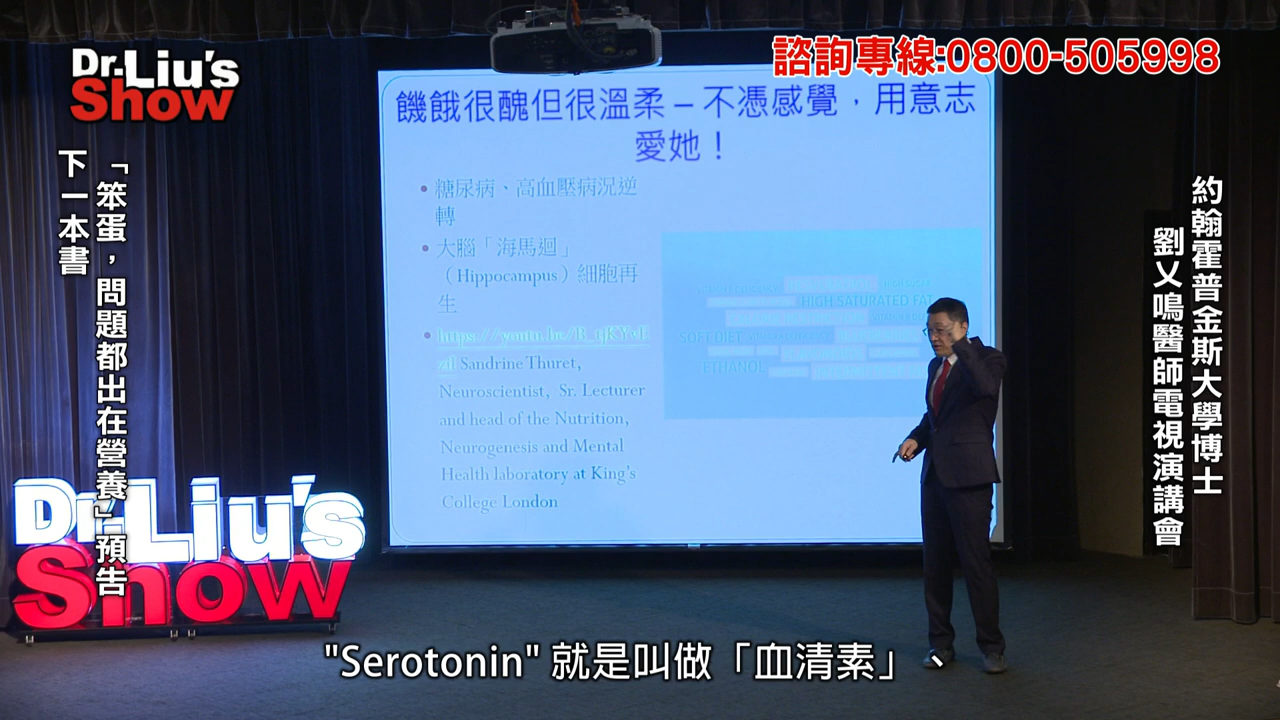 Dr. Liu's
Show
諮詢專線:0800-505998
饑餓很醜但很溫柔 – 不憑感覺，用意志
愛她！
• 糖尿病、高血壓病況逆
轉
• 大腦「海馬迴」
（Hippocampus）細胞再
生
Sandrine Thuret,
Neuroscientist, Sr. Lecturer
and head of the Nutrition,
Neurogenesis and Mental
Health laboratory at King's
College London
HIGH SATURATED FAT
SOFT DIET
ETHANOL
下一本書
「笨蛋，問題都出在營養」預告
約翰霍普金斯大學博士
劉乂鳴醫師電視演講會
Dr. Liu's
Show
"Serotonin" 就是叫做「血清素」、